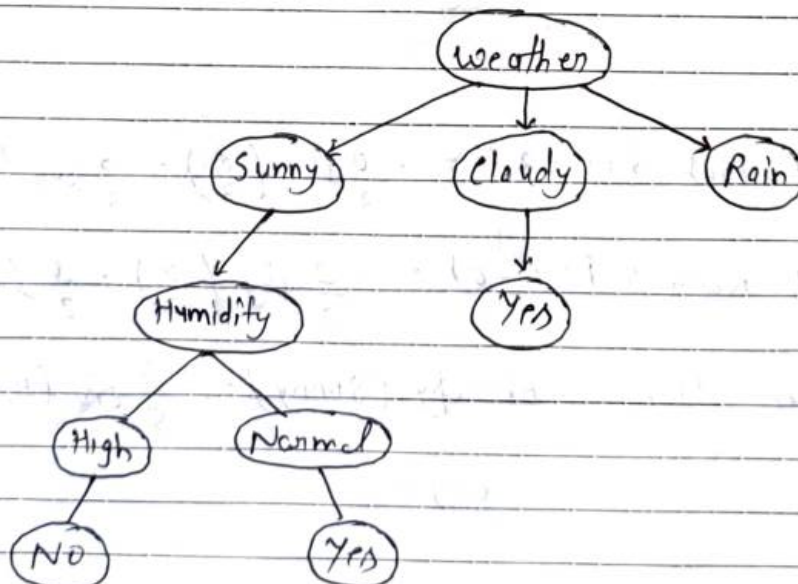 Weather
Sunny Cloudy Rain
Humidity Yes
High Normal
No Yes